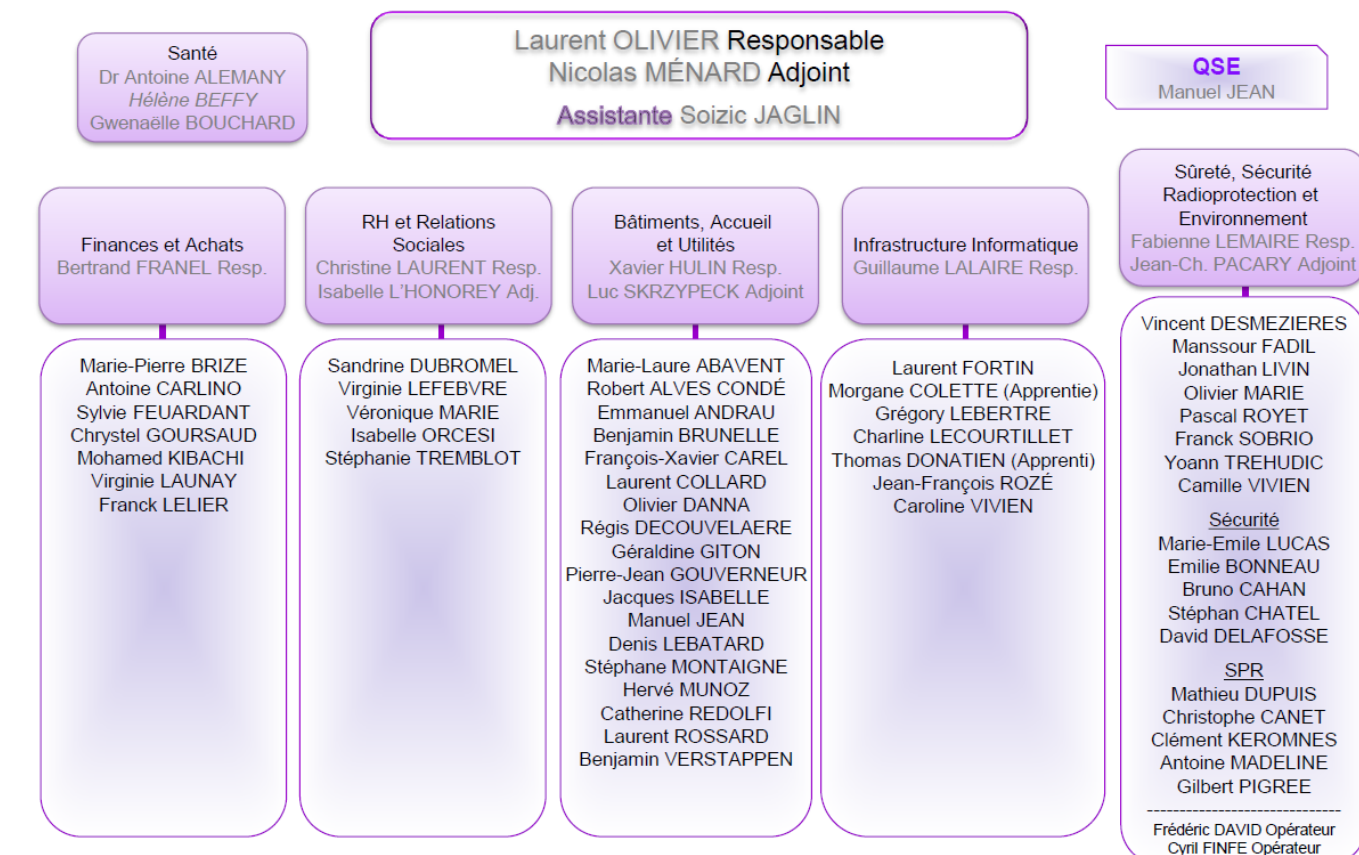 Santé
Dr Antoine ALEMANY
Hélène BEFFY
Gwenaëlle BOUCHARD
Laurent OLIVIER Responsable
Nicolas MÉNARD Adjoint
Assistante Soizic JAGLIN
QSE
Manuel JEAN
Finances et Achats
Bertrand FRANEL Resp.
Marie-Pierre BRIZE
Antoine CARLINO
Sylvie FEUARDANT
Chrystel GOURSAUD
Mohamed KIBACHI
Virginie LAUNAY
Franck LELIER
RH et Relations
Sociales
Christine LAURENT Resp.
Isabelle L'HONOREY Adj.
Sandrine DUBROMEL
Virginie LEFEBVRE
Véronique MARIE
Isabelle ORCESI
Stéphanie TREMBLOT
Bâtiments, Accueil
et Utilités
Xavier HULIN Resp.
Luc SKRZYPECK Adjoint
Marie-Laure ABAVENT
Robert ALVES CONDÉ
Emmanuel ANDRAU
Benjamin BRUNELLE
François-Xavier CAREL
Laurent COLLARD
Olivier DANNA
Régis DECOUVELAERE
Géraldine GITON
Pierre-Jean GOUVERNEUR
Jacques ISABELLE
Manuel JEAN
Denis LEBATARD
Stéphane MONTAIGNE
Hervé MUNOZ
Catherine REDOLFI
Laurent ROSSARD
Benjamin VERSTAPPEN
Infrastructure Informatique
Guillaume LALAIRE Resp.
Laurent FORTIN
Morgane COLETTE (Apprentie)
Grégory LEBERTRE
Charline LECOURTILLET
Thomas DONATIEN (Apprenti)
Jean-François ROZÉ
Caroline VIVIEN
Sûreté, Sécurité
Radioprotection et
Environnement
Fabienne LEMAIRE Resp.
Jean-Ch. PACARY Adjoint
Vincent DESMEZIERES
Manssour FADIL
Jonathan LIVIN
Olivier MARIE
Pascal ROYET
Franck SOBRIO
Yoann TREHUDIC
Camille VIVIEN
Sécurité
Marie-Emile LUCAS
Emilie BONNEAU
Bruno CAHAN
Stéphan CHATEL
David DELAFOSSE
SPR
Mathieu DUPUIS
Christophe CANET
Clément KEROMNES
Antoine MADELINE
Gilbert PIGREE
------------------------------
Frédéric DAVID Opérateur
Cyril FINFE Opérateur